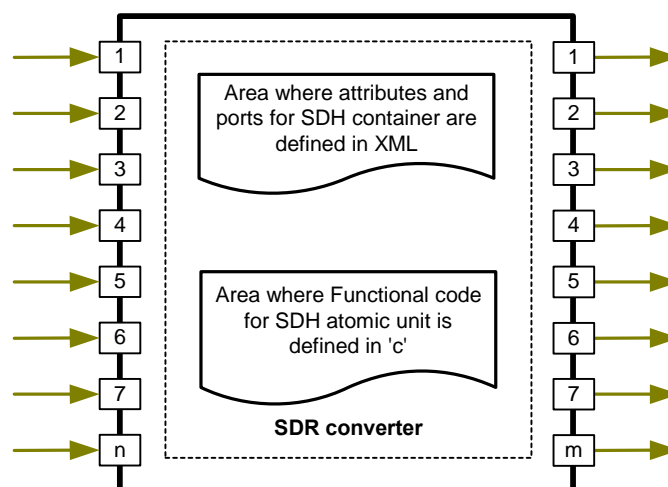 1 1
Area where attributes and
2 ports for SDH container are 2
defined in XML
3 3
4 4
5 Area where Functional code 5
for SDH atomic unit is
6 defined in 'c' 6
7 7
SDR converter
n m